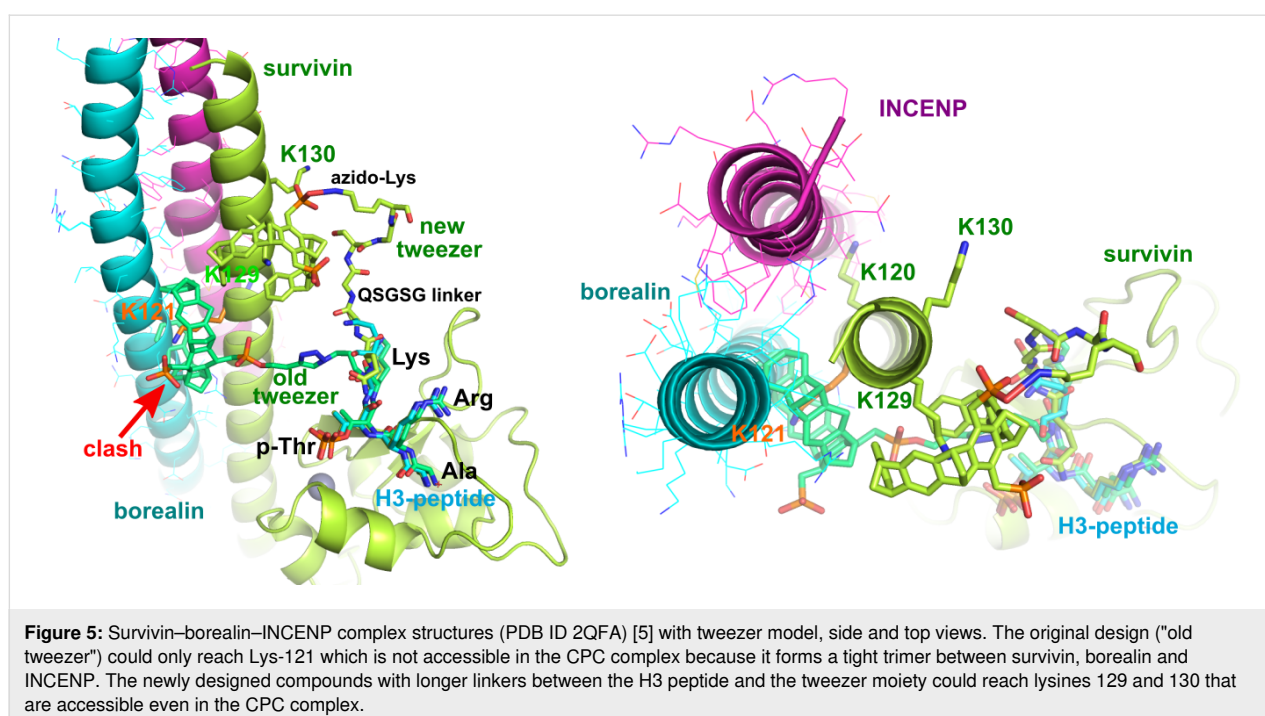 survivin
K130
azido-Lys
new
tweezer
K129
QSGSG linker
K121
Lys
old
tweezer
Arg
clash
p-Thr
Ala
H3-peptide
borealin
INCENP
K130
survivin
K120
borealin
K129
K121
H3-peptide
Figure 5: Survivin–borealin–INCENP complex structures (PDB ID 2QFA) [5] with tweezer model, side and top views. The original design ("old
tweezer") could only reach Lys-121 which is not accessible in the CPC complex because it forms a tight trimer between survivin, borealin and
INCENP. The newly designed compounds with longer linkers between the H3 peptide and the tweezer moiety could reach lysines 129 and 130 that
are accessible even in the CPC complex.